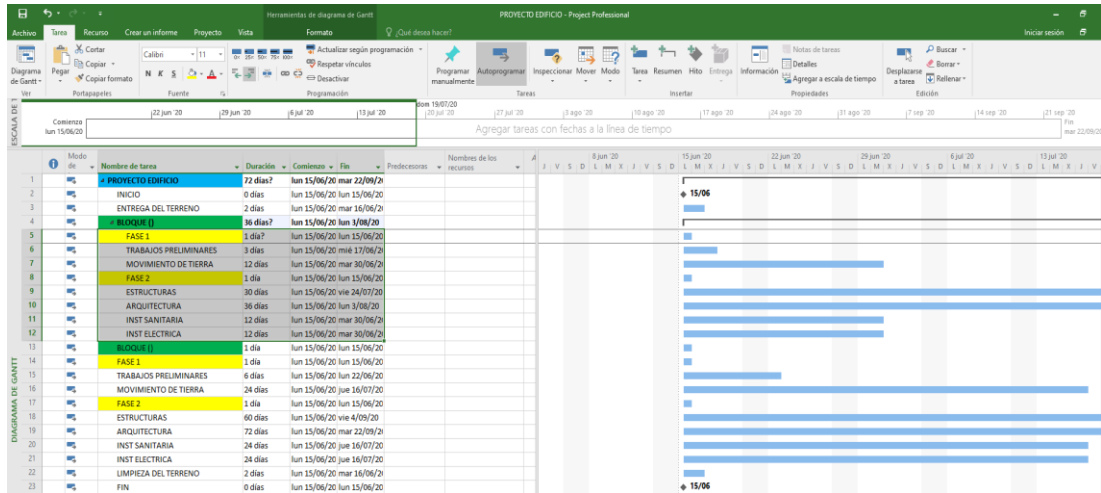 Herramientas de diagrama de Gantt
PROYECTO EDIFICIO - Project Professional
Archivo Tarea Recurso Crear un informe Proyecto Vista Formato ¿Qué desea hacer? Iniciar sesión
Diagrama de Gantt
Ver
Pegar
Cortar
Copiar
Copiar formato
Portapapeles
Calibri 11
N K S
Fuente
0% 25% 50% 75% 100%
Actualizar según programación
Respetar vínculos
Desactivar
Programación
Programar manualmente
Autoprogramar
Inspeccionar Mover Modo
Tareas
Tarea Resumen Hito Entrega
Insertar
Información
Notas de tareas
Detalles
Agregar a escala de tiempo
Propiedades
Desplazarse a tarea
Buscar
Borrar
Rellenar
Edición
ESCALA DE T
dom 19/07/20
22 jun '20 29 jun '20 6 jul '20 13 jul '20 20 jul '20 27 jul '20 3 ago '20 10 ago '20 17 ago '20 24 ago '20 31 ago '20 7 sep '20 14 sep '20 21 sep '20
Comienzo
lun 15/06/20
Agregar tareas con fechas a la línea de tiempo
Fin
mar 22/09/20
DIAGRAMA DE GANTT
Modo de Nombre de tarea Duración Comienzo Fin Predecesoras Nombres de los recursos
8 jun '20 15 jun '20 22 jun '20 29 jun '20 6 jul '20 13 jul '20
J V S D L M X J V S D L M X J V S D L M X J V S D L M X J V S D L M X J V S D L M X J V
1 PROYECTO EDIFICIO 72 días? lun 15/06/20 mar 22/09/2
2 INICIO 0 días lun 15/06/20 lun 15/06/20 15/06
3 ENTREGA DEL TERRENO 2 días lun 15/06/20 mar 16/06/2
4 BLOQUE () 36 días? lun 15/06/20 lun 3/08/20
5 FASE 1 1 día? lun 15/06/20 lun 15/06/20
6 TRABAJOS PRELIMINARES 3 días lun 15/06/20 mié 17/06/2
7 MOVIMIENTO DE TIERRA 12 días lun 15/06/20 mar 30/06/2
8 FASE 2 1 día lun 15/06/20 lun 15/06/20
9 ESTRUCTURAS 30 días lun 15/06/20 vie 24/07/20
10 ARQUITECTURA 36 días lun 15/06/20 lun 3/08/20
11 INST SANITARIA 12 días lun 15/06/20 mar 30/06/2
12 INST ELECTRICA 12 días lun 15/06/20 mar 30/06/2
13 BLOQUE () 1 día lun 15/06/20 lun 15/06/20
14 FASE 1 1 día lun 15/06/20 lun 15/06/20
15 TRABAJOS PRELIMINARES 6 días lun 15/06/20 lun 22/06/20
16 MOVIMIENTO DE TIERRA 24 días lun 15/06/20 jue 16/07/20
17 FASE 2 1 día lun 15/06/20 lun 15/06/20
18 ESTRUCTURAS 60 días lun 15/06/20 vie 4/09/20
19 ARQUITECTURA 72 días lun 15/06/20 mar 22/09/2
20 INST SANITARIA 24 días lun 15/06/20 jue 16/07/20
21 INST ELECTRICA 24 días lun 15/06/20 jue 16/07/20
22 LIMPIEZA DEL TERRENO 2 días lun 15/06/20 mar 16/06/2
23 FIN 0 días lun 15/06/20 lun 15/06/20 15/06